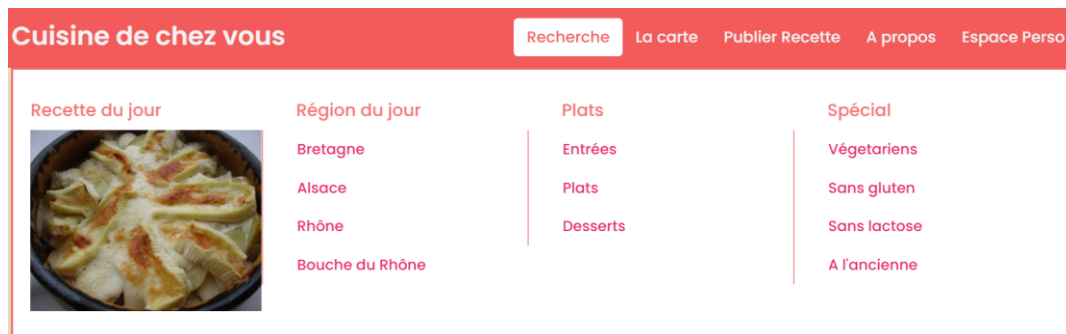 Cuisine de chez vous
Recherche La carte Publier Recette A propos Espace Perso
Recette du jour
Région du jour
Bretagne
Alsace
Rhône
Bouche du Rhône
Plats
Entrées
Plats
Desserts
Spécial
Végetariens
Sans gluten
Sans lactose
A l'ancienne